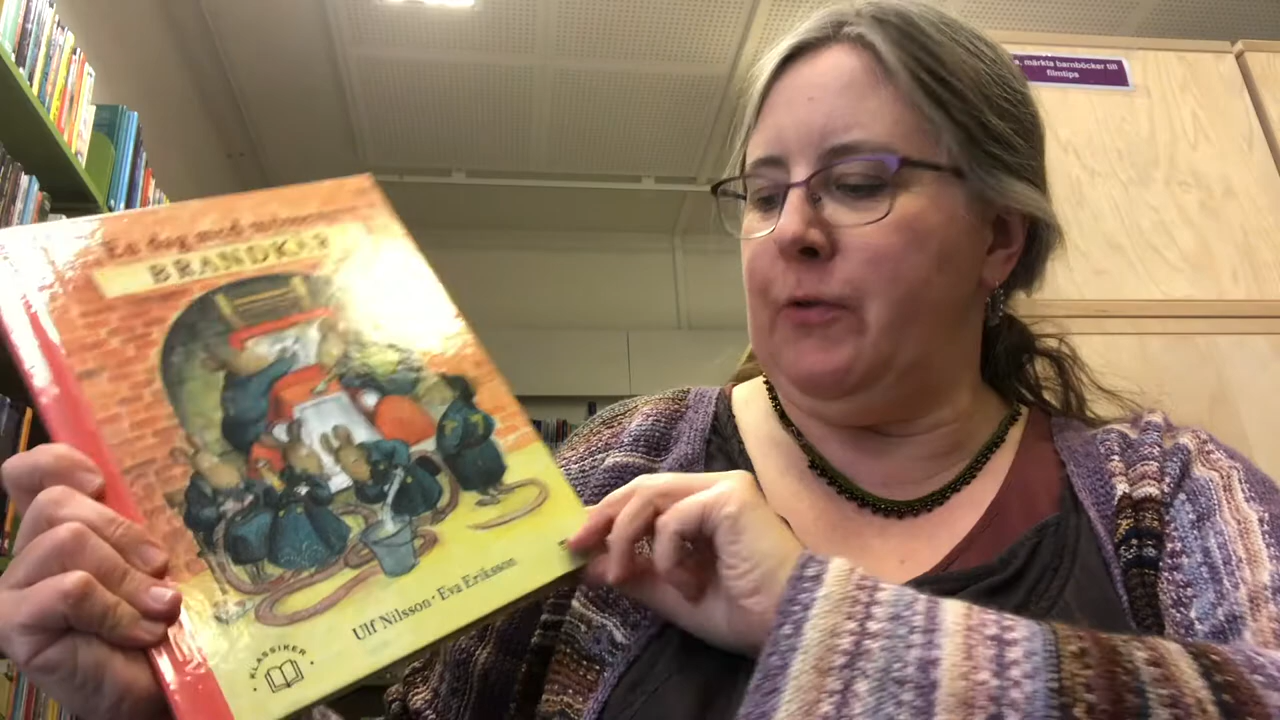 En dag med mössens
BRANDKÅR
Ulf Nilsson · Eva Eriksson
· KLASSIKER ·
märkta barnböcker till
filmtips